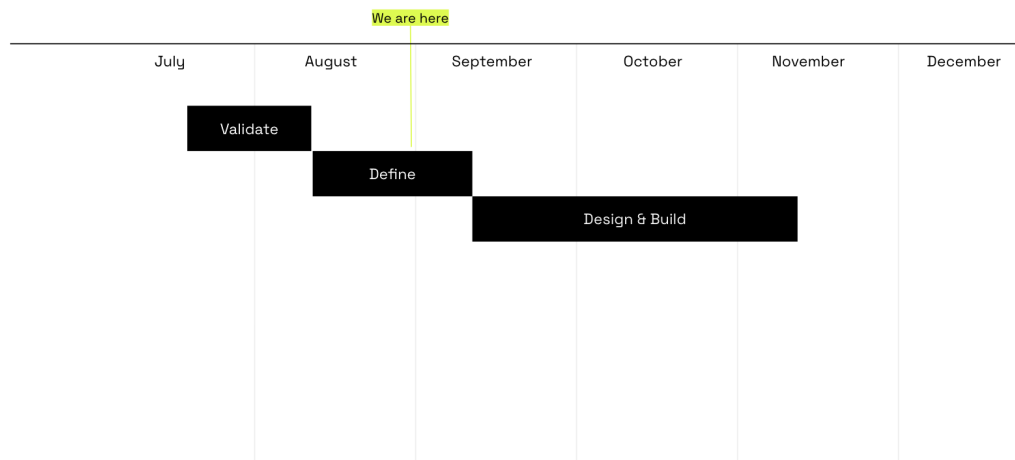 We are here
July
August
September
October
November
December
Validate
Define
Design & Build